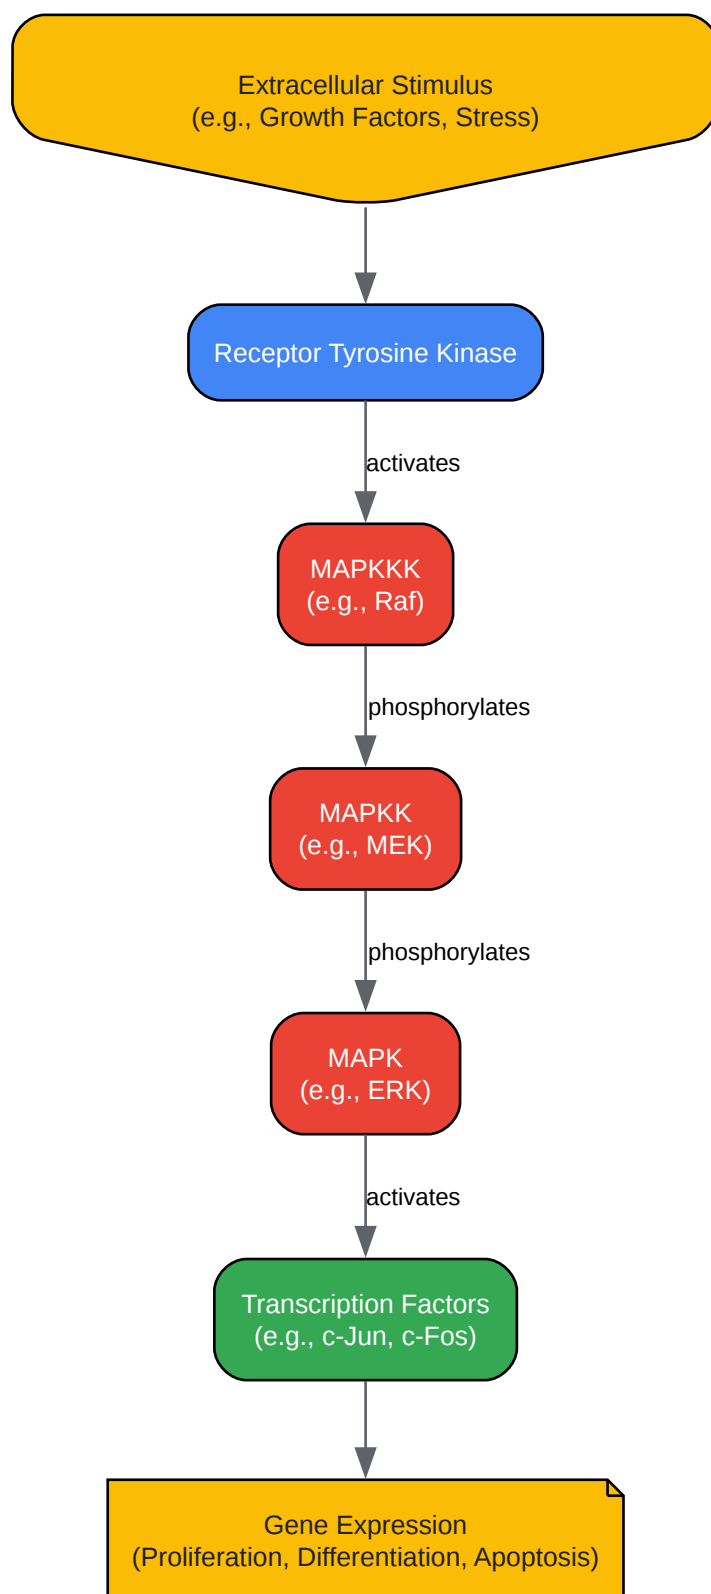 Extracellular Stimulus
(e.g., Growth Factors, Stress)
Receptor Tyrosine Kinase
activates
MAPKKK
(e.g., Raf)
phosphorylates
MAPKK
(e.g., MEK)
phosphorylates
MAPK
(e.g., ERK)
activates
Transcription Factors
(e.g., c-Jun, c-Fos)
Gene Expression
(Proliferation, Differentiation, Apoptosis)